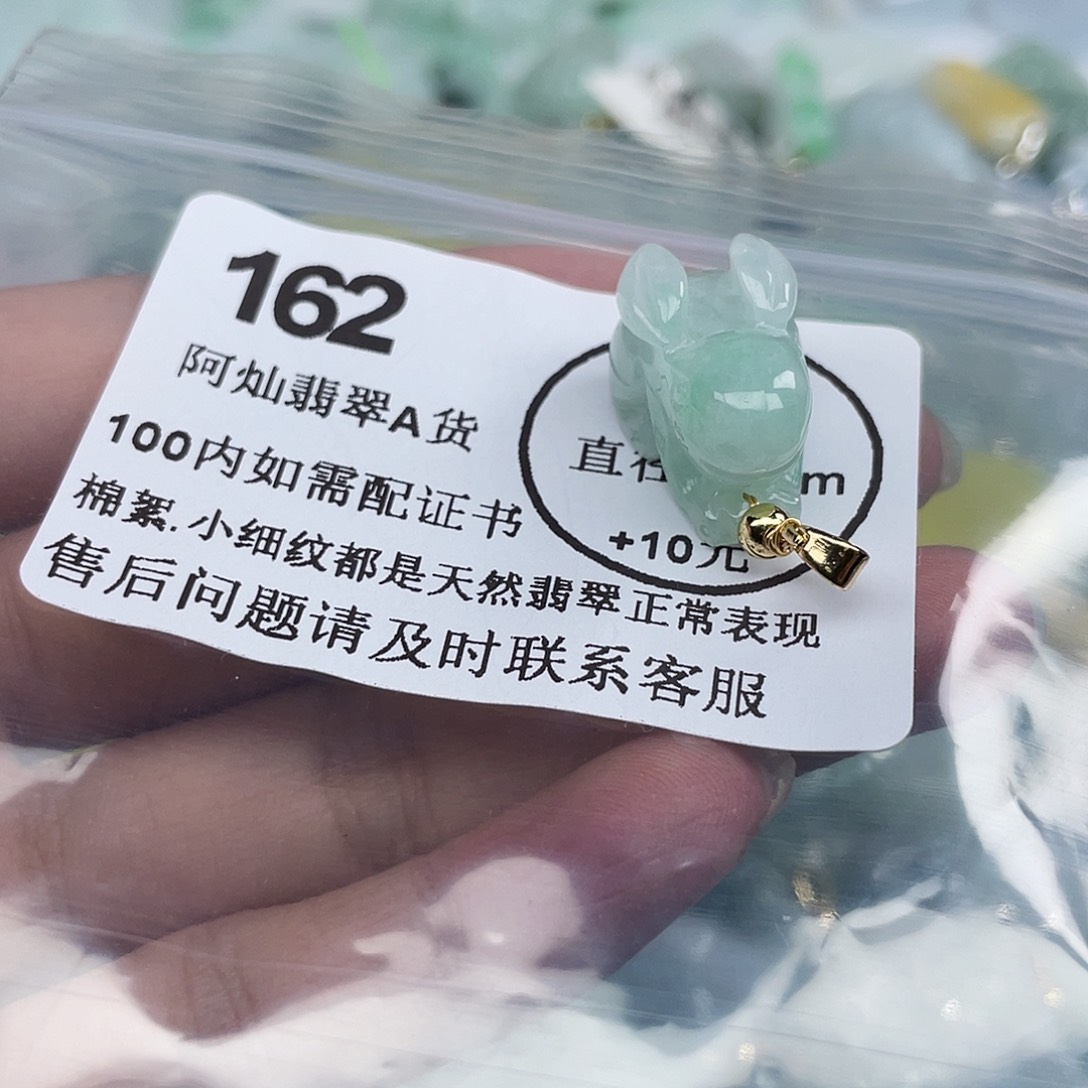 162
阿灿翡翠A货
100内如需配证书
+10元
棉絮.小细纹都是天然翡翠正常表现
售后问题请及时联系客服
直径 m